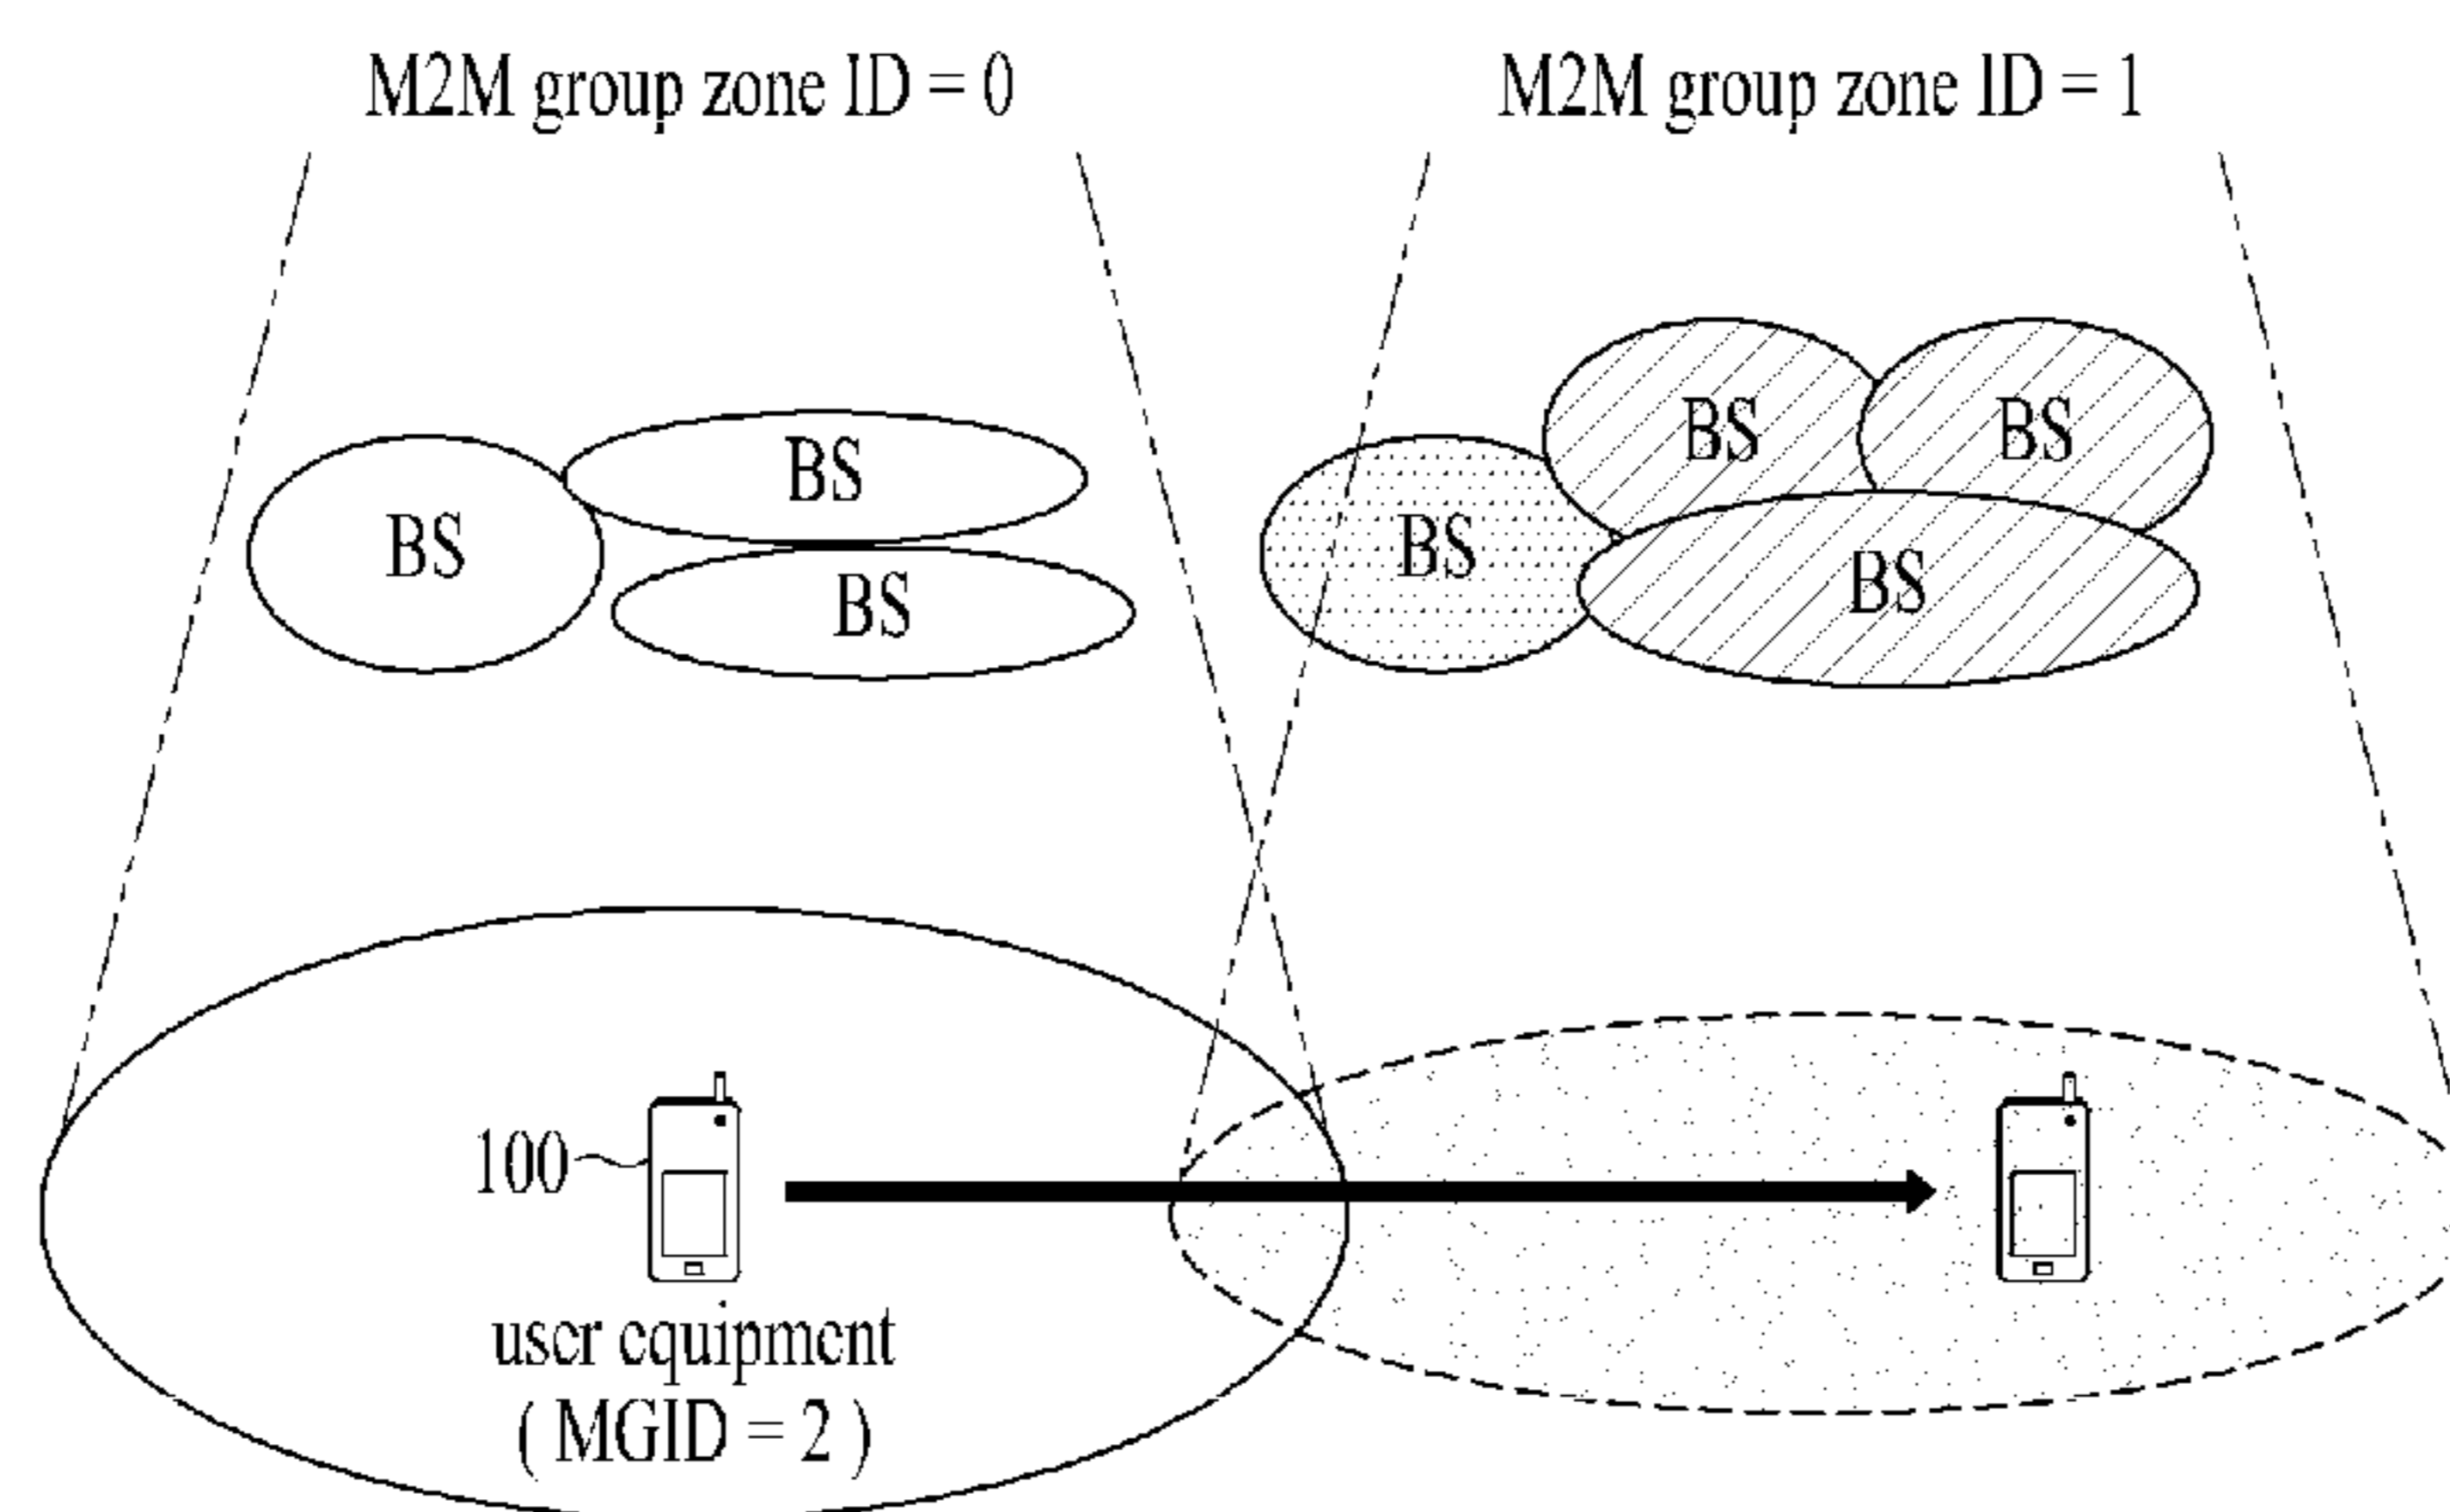 M2M group zone ID = 0
M2M group zone ID = 1
BS
BS
BS
BS
BS
BS
BS
100
user equipment
( MGID = 2 )